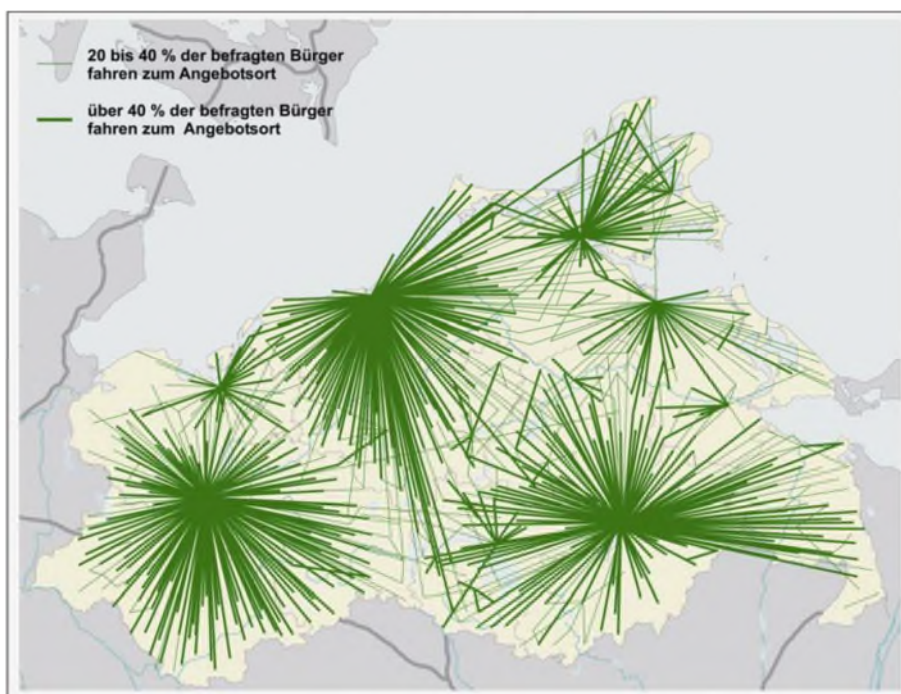 20 bis 40 % der befragten Bürger
fahren zum Angebotsort
über 40 % der befragten Bürger
fahren zum Angebotsort